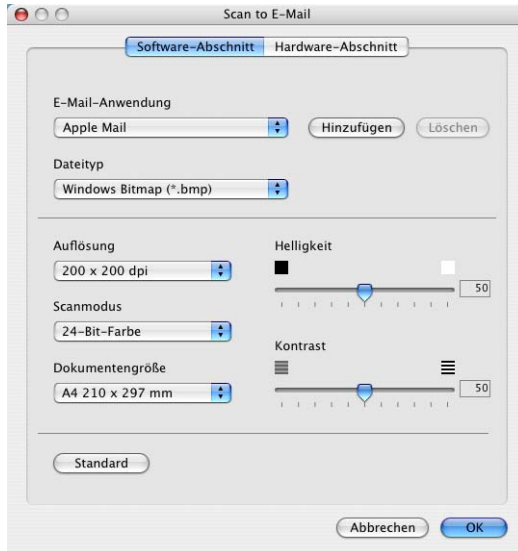 Scan to E-Mail
Software-Abschnitt Hardware-Abschnitt
E-Mail-Anwendung
Apple Mail Hinzufügen Löschen
Dateityp
Windows Bitmap (*.bmp)
Auflösung
200 x 200 dpi
Scanmodus
24-Bit-Farbe
Dokumentengröße
A4 210 x 297 mm
Helligkeit
50
Kontrast
50
Standard
Abbrechen OK